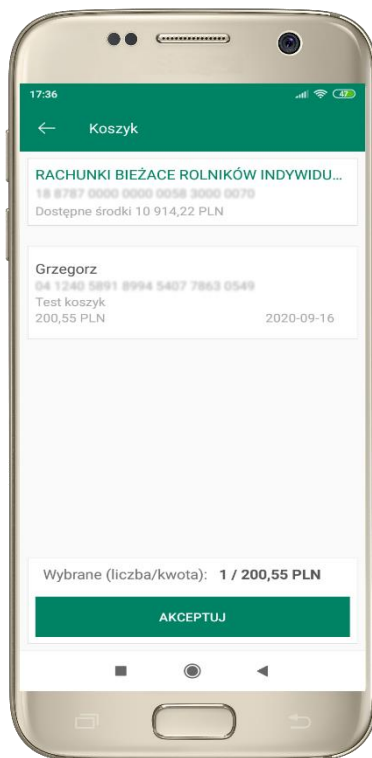 17:36
47
Koszyk
RACHUNKI BIEŻACE ROLNIKÓW INDYWIDU...
18 8787 0000 0000 0058 3000 0070
Dostępne środki 10 914,22 PLN
Grzegorz
04 1240 5891 8994 5407 7863 0549
Test koszyk
200,55 PLN 2020-09-16
Wybrane (liczba/kwota): 1 / 200,55 PLN
AKCEPTUJ